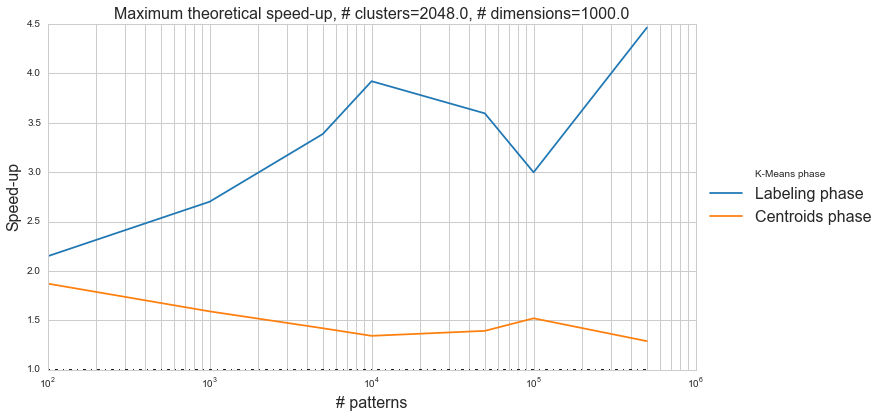 Maximum theoretical speed-up, # clusters=2048.0, # dimensions=1000.0
4.5
4.0
3.5
3.0
2.5
2.0
1.5
1.0
Speed-up
10²
10³
10⁴
10⁵
10⁶
# patterns
K-Means phase
Labeling phase
Centroids phase